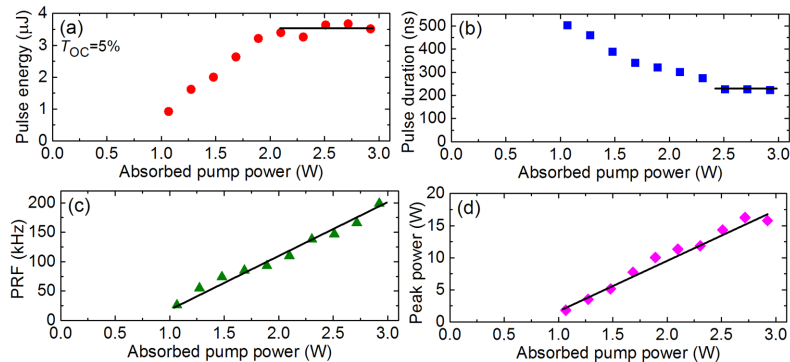 (a)
T_OC=5%
Pulse energy (μJ)
4
3
2
1
0
0.0 0.5 1.0 1.5 2.0 2.5 3.0
Absorbed pump power (W)
(b)
Pulse duration (ns)
500
400
300
200
100
0
0.0 0.5 1.0 1.5 2.0 2.5 3.0
Absorbed pump power (W)
(c)
PRF (kHz)
200
150
100
50
0
0.0 0.5 1.0 1.5 2.0 2.5 3.0
Absorbed pump power (W)
(d)
Peak power (W)
20
15
10
5
0
0.0 0.5 1.0 1.5 2.0 2.5 3.0
Absorbed pump power (W)